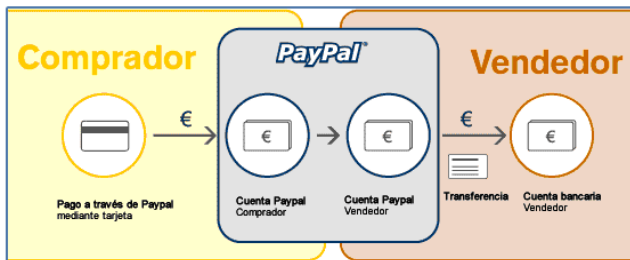 Comprador
PayPal
Vendedor
€
€
€
€
€
Pago a través de Paypal
mediante tarjeta
Cuenta Paypal
Comprador
Cuenta Paypal
Vendedor
Transferencia
Cuenta bancaria
Vendedor